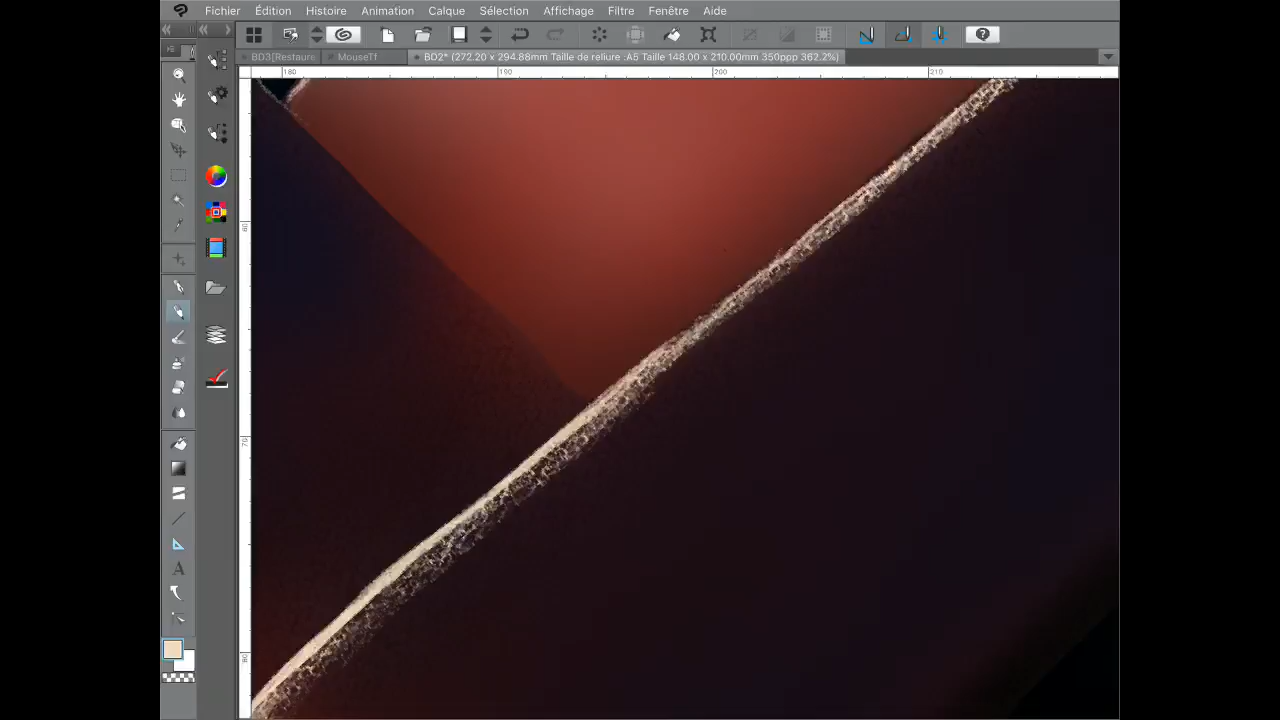 Fichier Édition Histoire Animation Calque Sélection Affichage Filtre Fenêtre Aide
BD3[Restaure MouseTf BD2* (272.20 x 294.88mm Taille de reliure :A5 Taille 148.00 x 210.00mm 350ppp 362.2%)
180 190 200 210